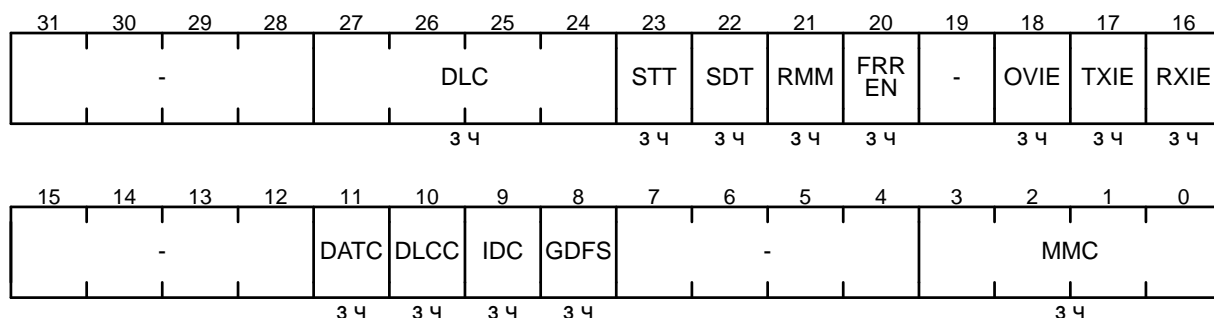 31 30 29 28 27 26 25 24 23 22 21 20 19 18 17 16
- DLC STT SDT RMM FRR EN - OVIE TXIE RXIE
з ч з ч з ч з ч з ч з ч з ч з ч
15 14 13 12 11 10 9 8 7 6 5 4 3 2 1 0
- DATC DLCC IDC GDFS - MMC
з ч з ч з ч з ч з ч